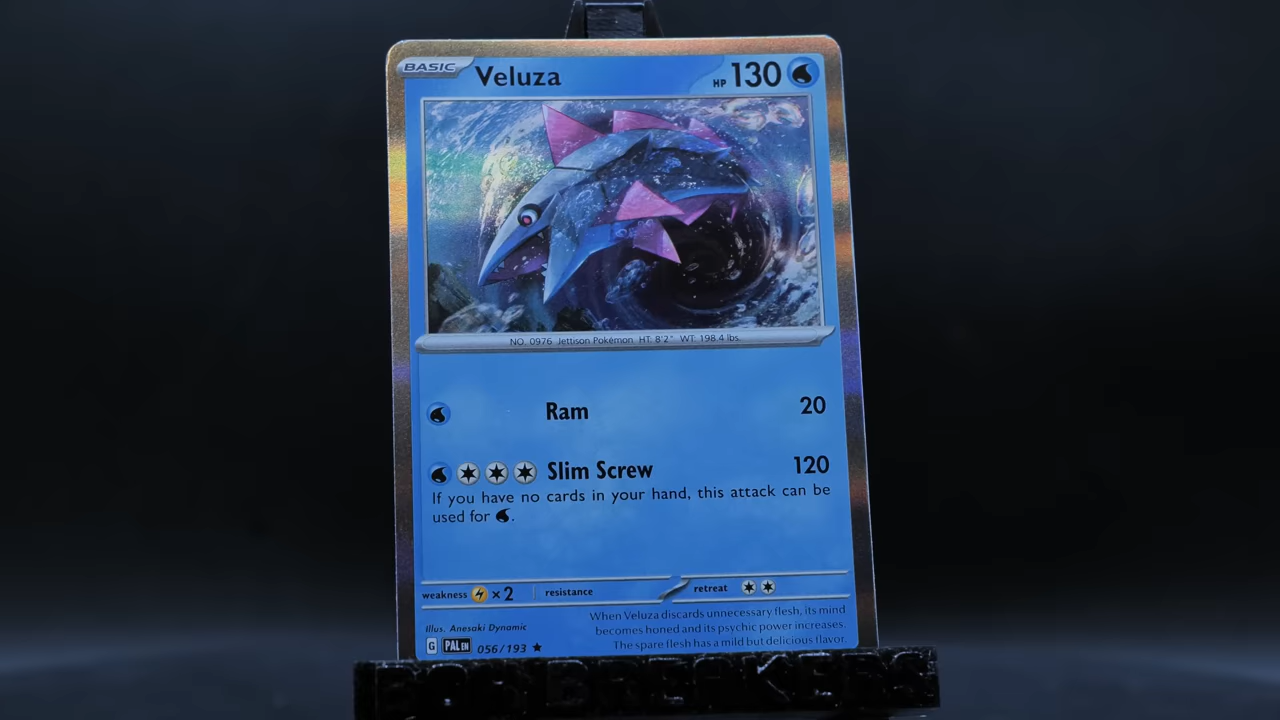 BASIC Veluza HP 130
NO. 0976 Jettison Pokémon HT: 8'2" WT: 198.4 lbs.
Ram 20
Slim Screw 120
If you have no cards in your hand, this attack can be
used for .
weakness ×2 resistance retreat
When Veluza discards unnecessary flesh, its mind
becomes honed and its psychic power increases.
The spare flesh has a mild but delicious flavor.
Illus. Anesaki Dynamic
G PAL EN 056/193